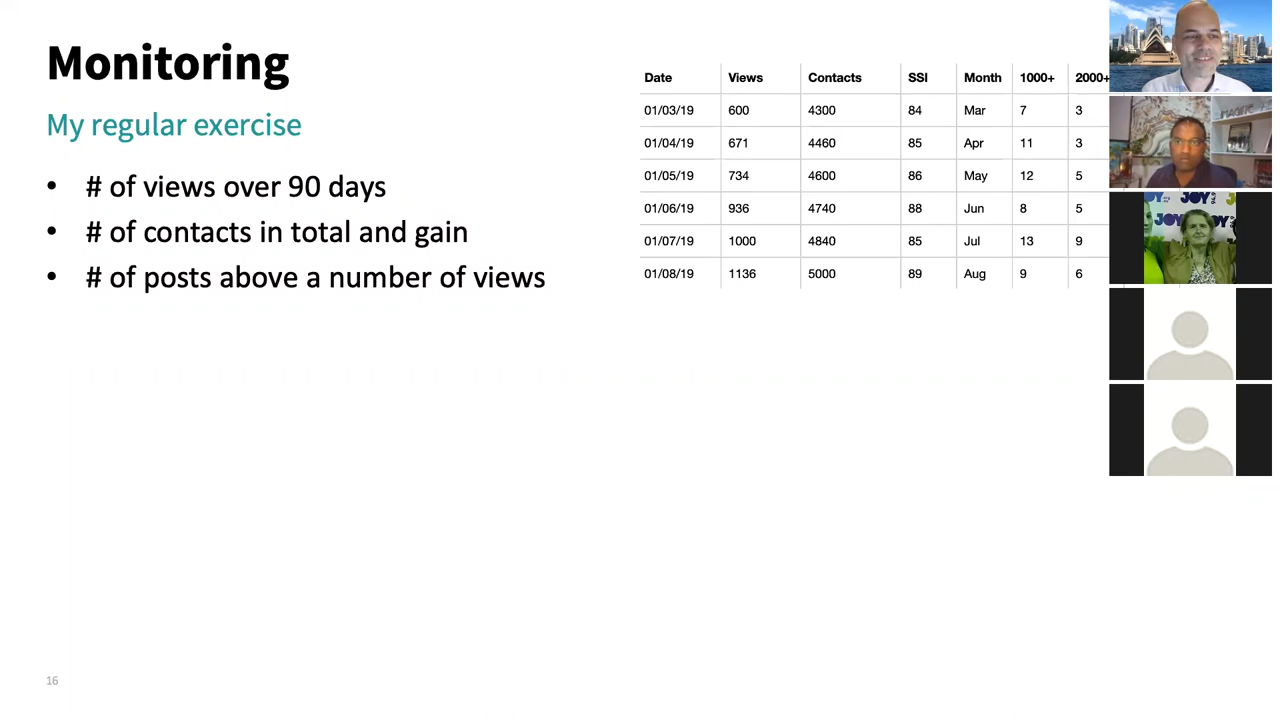 Monitoring
My regular exercise
• # of views over 90 days
• # of contacts in total and gain
• # of posts above a number of views
Date Views Contacts SSI Month 1000+ 2000+
01/03/19 600 4300 84 Mar 7 3
01/04/19 671 4460 85 Apr 11 3
01/05/19 734 4600 86 May 12 5
01/06/19 936 4740 88 Jun 8 5
01/07/19 1000 4840 85 Jul 13 9
01/08/19 1136 5000 89 Aug 9 6
JOY
JOY
16